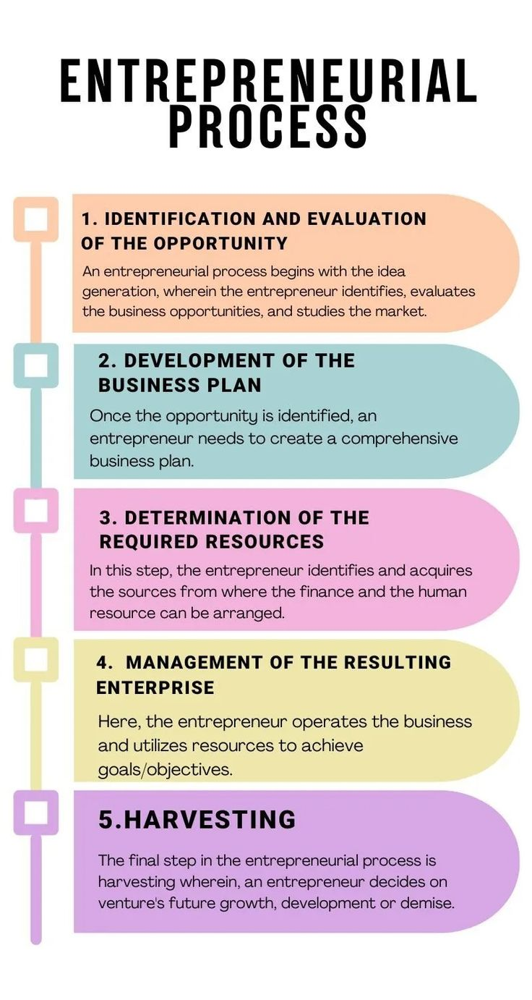 ENTREPRENEURIAL
PROCESS
1. IDENTIFICATION AND EVALUATION
OF THE OPPORTUNITY
An entrepreneurial process begins with the idea
generation, wherein the entrepreneur identifies, evaluates
the business opportunities, and studies the market.
2. DEVELOPMENT OF THE
BUSINESS PLAN
Once the opportunity is identified, an
entrepreneur needs to create a comprehensive
business plan.
3. DETERMINATION OF THE
REQUIRED RESOURCES
In this step, the entrepreneur identifies and acquires
the sources from where the finance and the human
resource can be arranged.
4. MANAGEMENT OF THE RESULTING
ENTERPRISE
Here, the entrepreneur operates the business
and utilizes resources to achieve
goals/objectives.
5.HARVESTING
The final step in the entrepreneurial process is
harvesting wherein, an entrepreneur decides on
venture's future growth, development or demise.